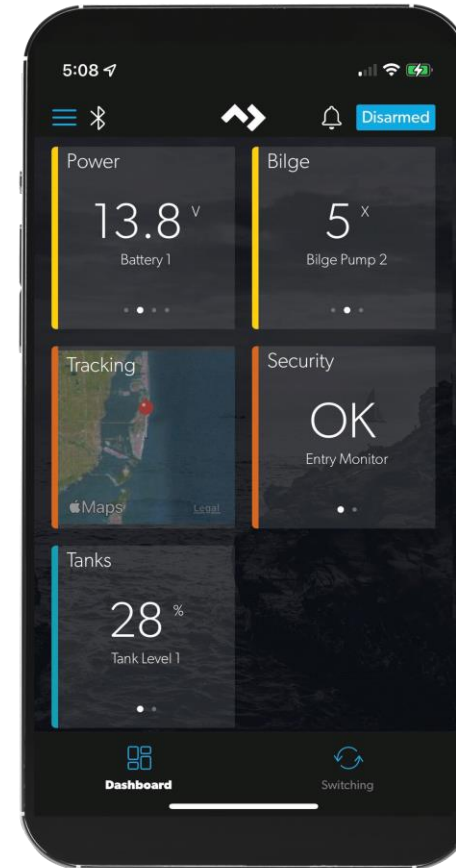 5:08
Disarmed
Power
13.8 V
Battery 1
Bilge
5 X
Bilge Pump 2
Tracking
Maps
Legal
Security
OK
Entry Monitor
Tanks
28 %
Tank Level 1
Dashboard
Switching